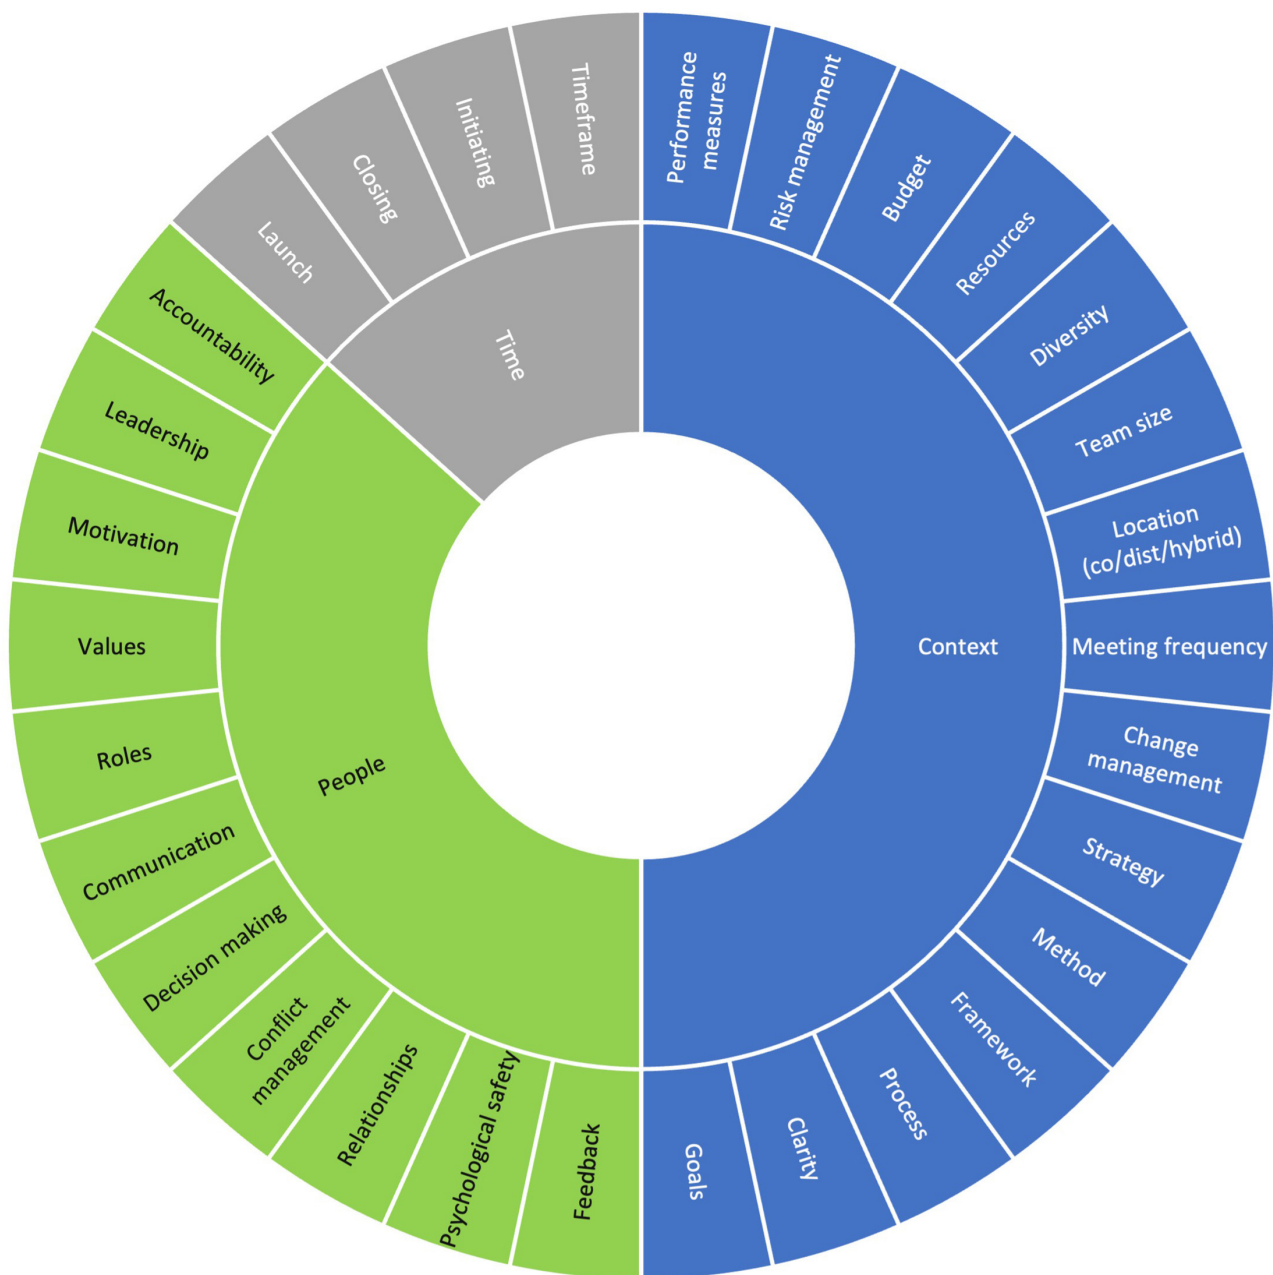 Performance
measures
Risk management
Budget
Resources
Diversity
Team size
Location
(co/dist/hybrid)
Meeting frequency
Change
management
Strategy
Method
Framework
Process
Clarity
Goals
Feedback
Psychological safety
Relationships
Conflict
management
Decision making
Communication
Roles
Values
Motivation
Leadership
Accountability
Launch
Closing
Initiating
Timeframe
Context
People
Time